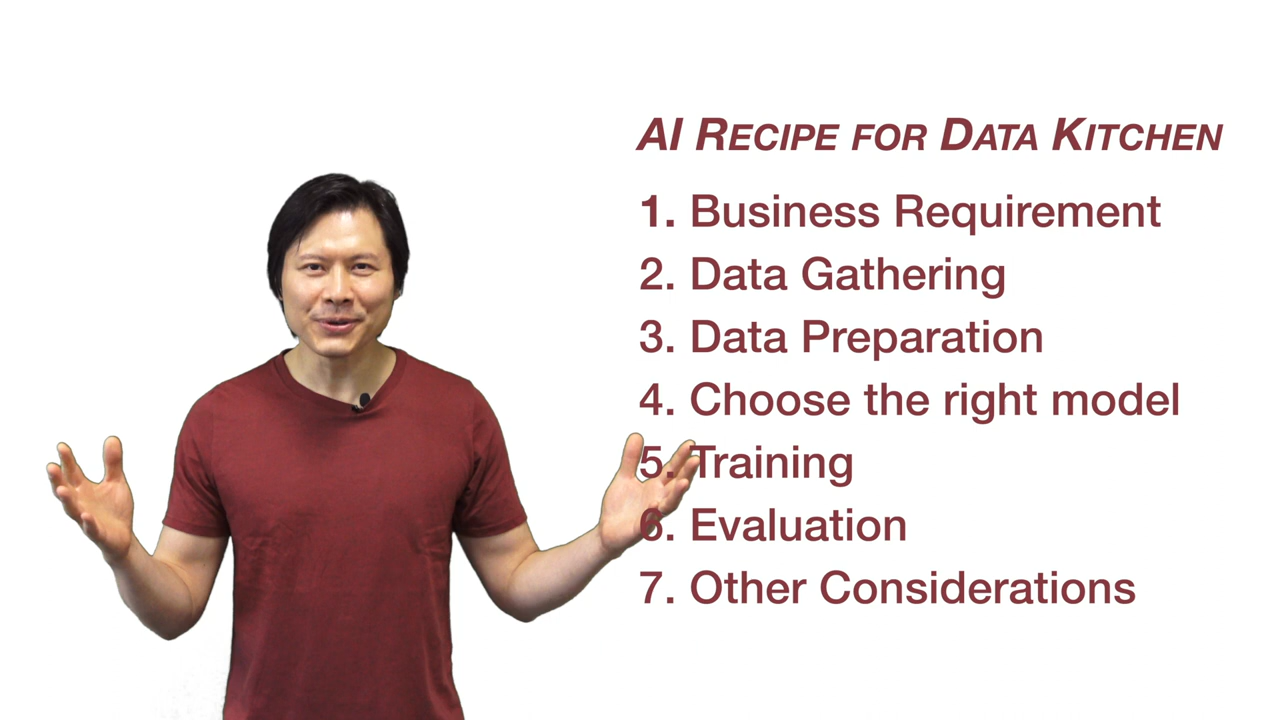 AI Recipe for Data Kitchen
1. Business Requirement
2. Data Gathering
3. Data Preparation
4. Choose the right model
5. Training
6. Evaluation
7. Other Considerations